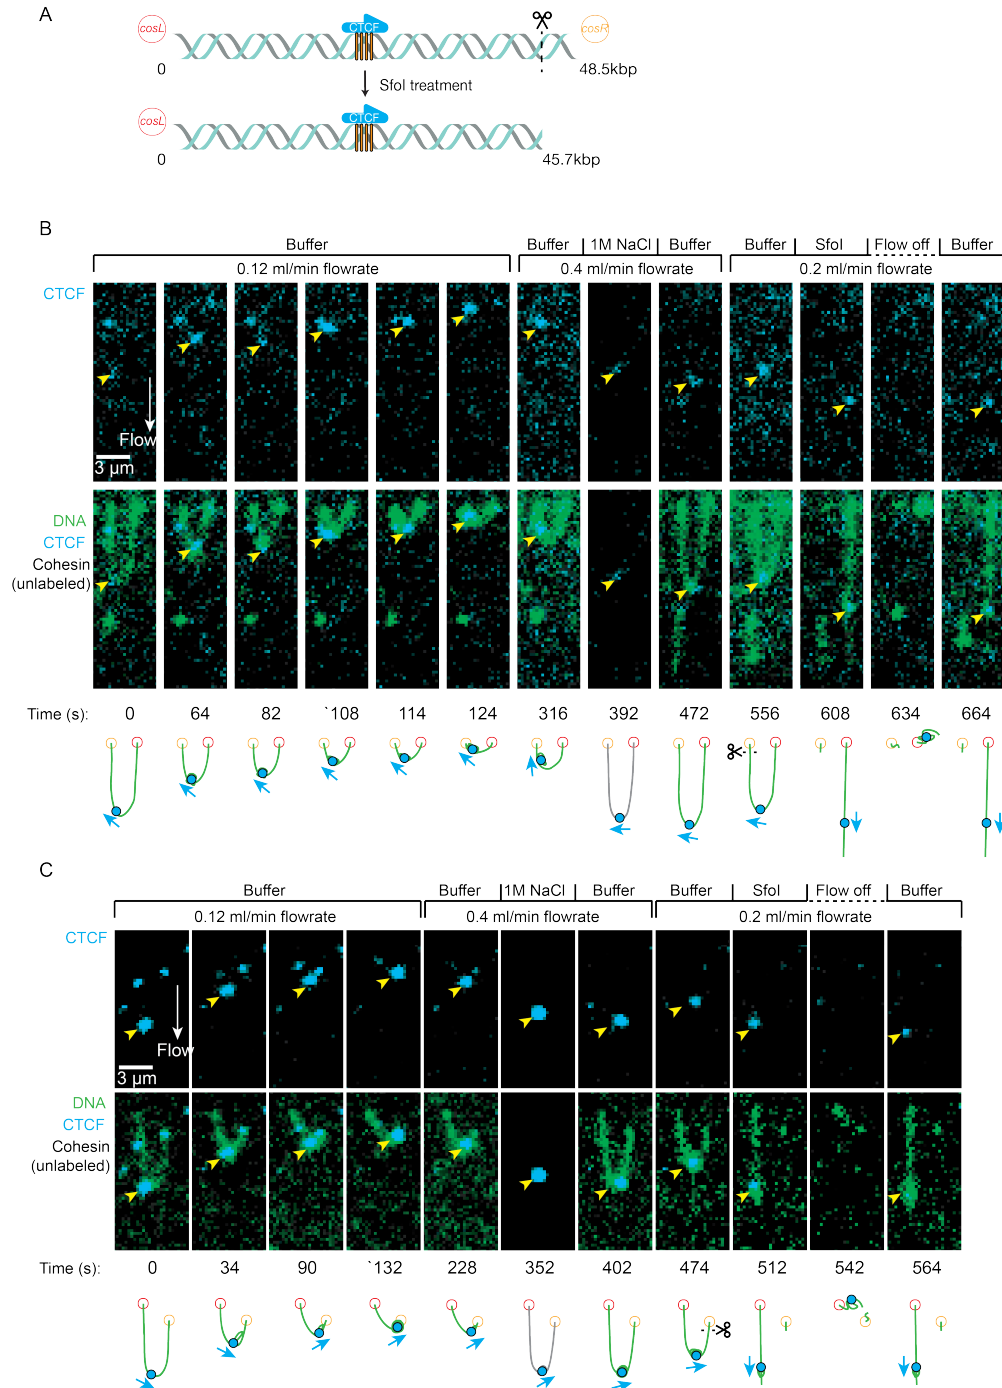 A
cosL
CTCF
cosR
0
48.5kbp
SfoI treatment
cosL
CTCF
0
45.7kbp
B
Buffer
Buffer
1M NaCl
Buffer
Buffer
SfoI
Flow off
Buffer
0.12 ml/min flowrate
0.4 ml/min flowrate
0.2 ml/min flowrate
CTCF
Flow
3 µm
DNA
CTCF
Cohesin
(unlabeled)
Time (s): 0 64 82 `108 114 124 316 392 472 556 608 634 664
C
Buffer
Buffer
1M NaCl
Buffer
Buffer
SfoI
Flow off
Buffer
0.12 ml/min flowrate
0.4 ml/min flowrate
0.2 ml/min flowrate
CTCF
Flow
3 µm
DNA
CTCF
Cohesin
(unlabeled)
Time (s): 0 34 90 `132 228 352 402 474 512 542 564